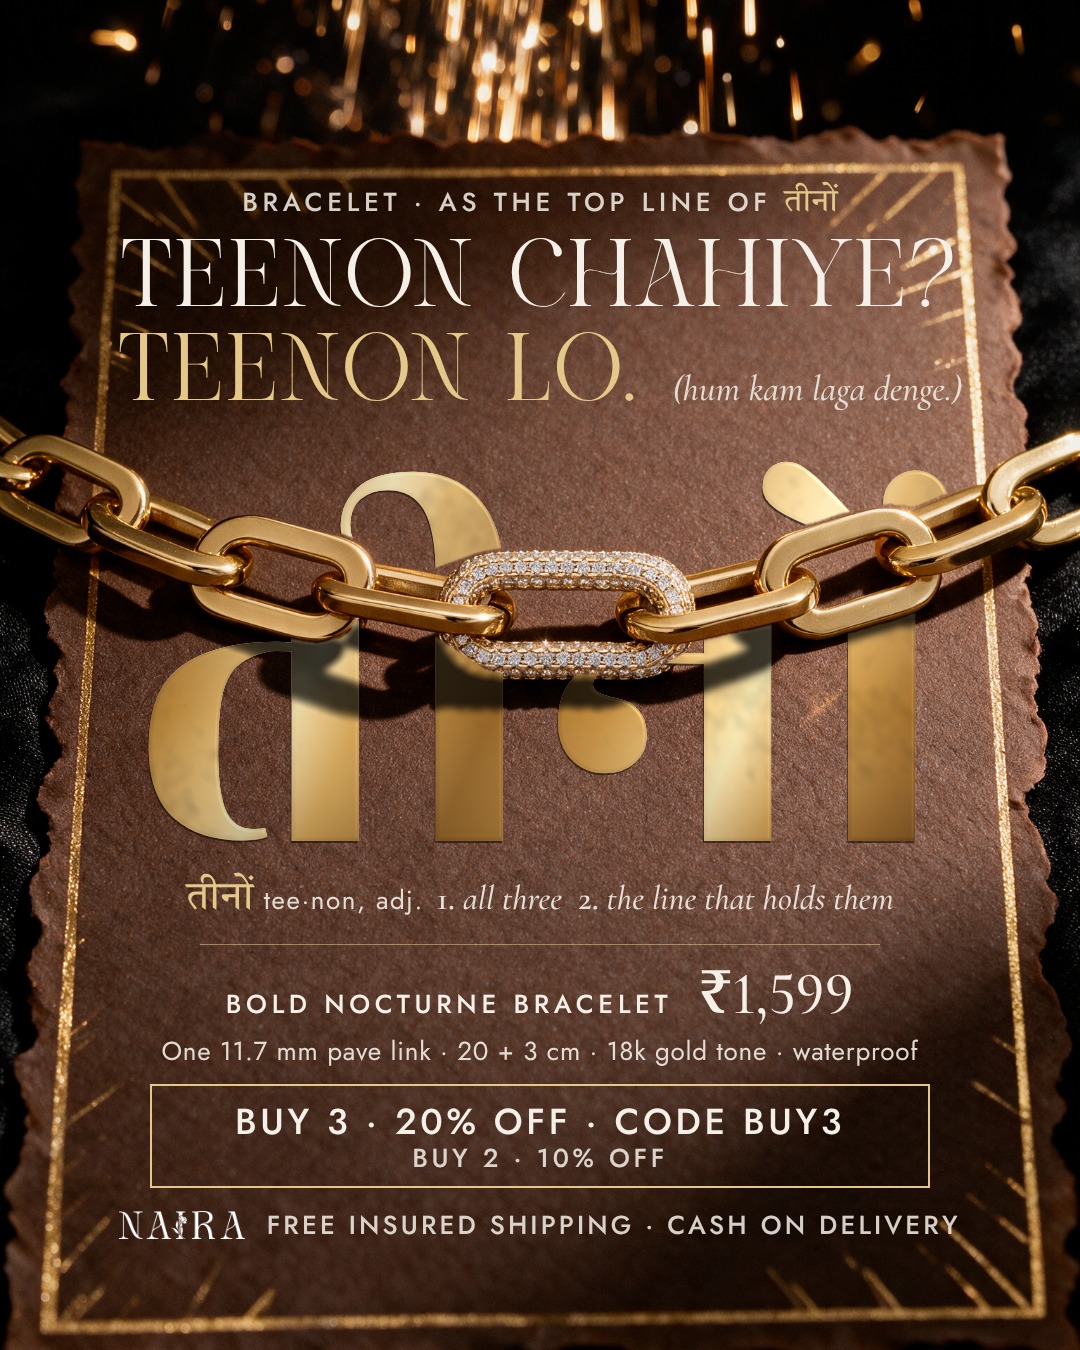 BRACELET · AS THE TOP LINE OF तीनों
TEENON CHAHIYE?
TEENON LO. (hum kam laga denge.)
तीनों
तीनों tee·non, adj. 1. all three 2. the line that holds them
BOLD NOCTURNE BRACELET ₹1,599
One 11.7 mm pave link · 20 + 3 cm · 18k gold tone · waterproof
BUY 3 · 20% OFF · CODE BUY3
BUY 2 · 10% OFF
NAIRA FREE INSURED SHIPPING · CASH ON DELIVERY